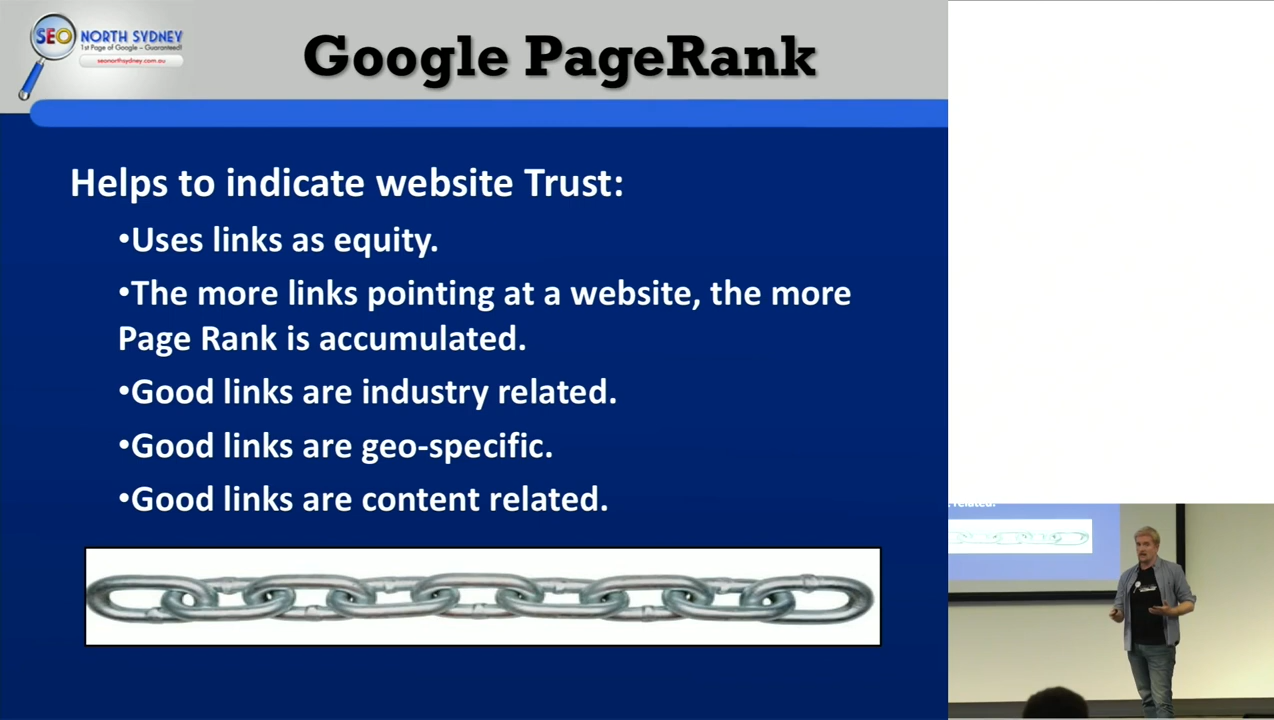 SEO NORTH SYDNEY
1st Page of Google – Guaranteed!
seonorthsydney.com.au
Google PageRank
Helps to indicate website Trust:
•Uses links as equity.
•The more links pointing at a website, the more
Page Rank is accumulated.
•Good links are industry related.
•Good links are geo-specific.
•Good links are content related.
related.